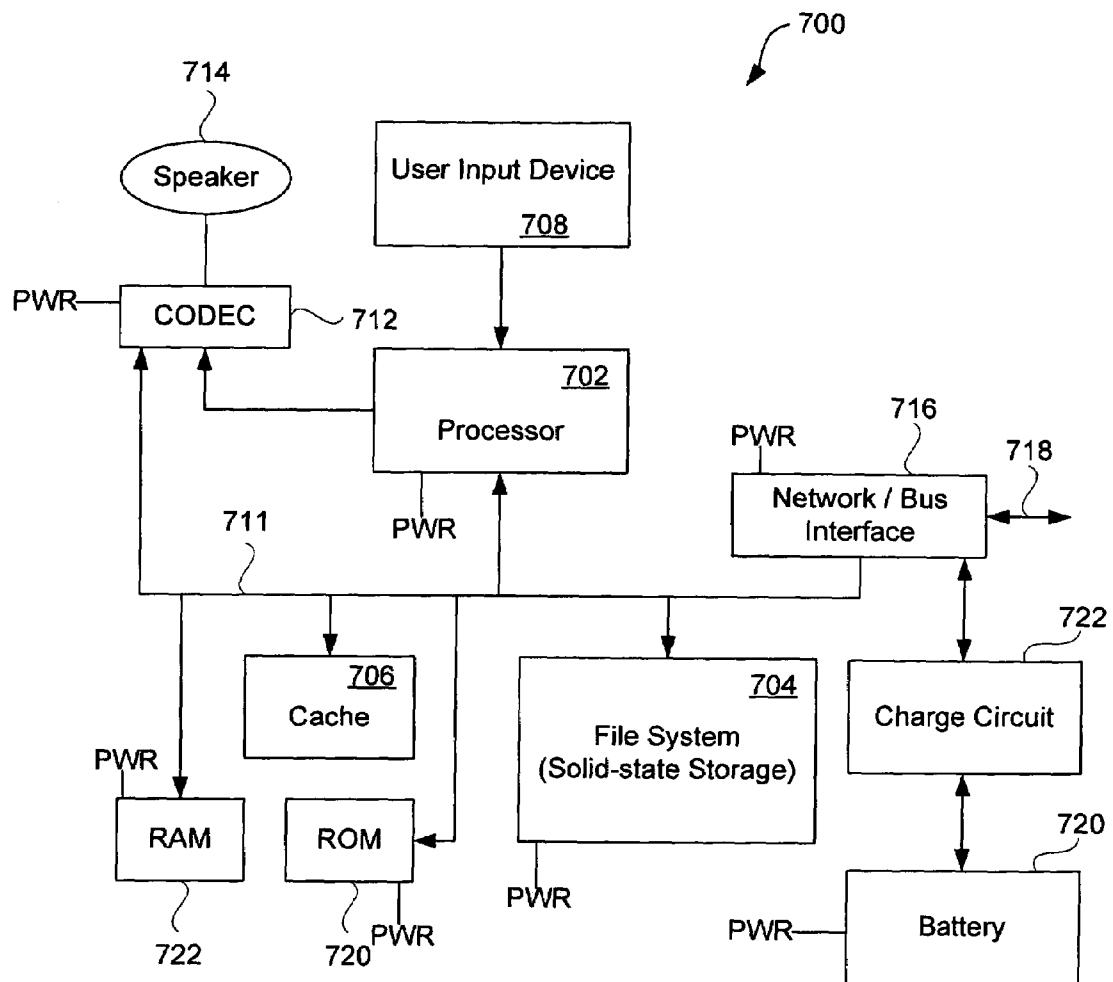 700
714
Speaker
User Input Device
708
PWR
CODEC
712
702
Processor
PWR
716
PWR
718
Network / Bus
Interface
711
706
Cache
704
File System
(Solid-state Storage)
722
Charge Circuit
PWR
RAM
ROM
722
720
PWR
PWR
720
Battery
PWR